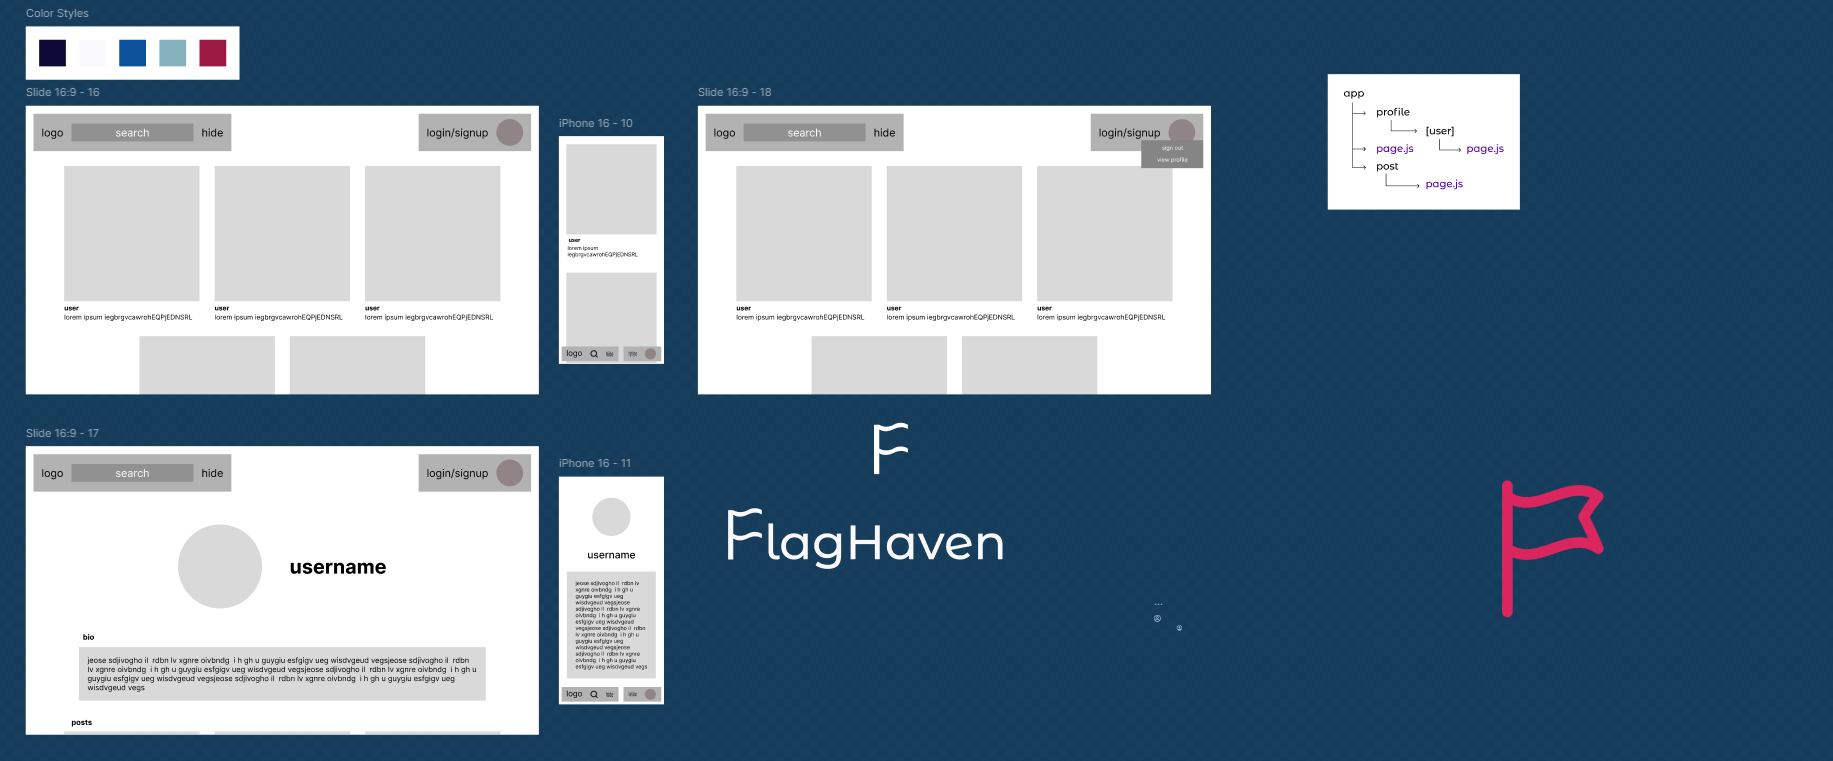 Color Styles
Slide 16:9 - 16
logo
search
hide
login/signup
user
lorem ipsum iegbrgvcawrohEQPJEDNSRL
user
lorem ipsum iegbrgvcawrohEQPJEDNSRL
user
lorem ipsum iegbrgvcawrohEQPJEDNSRL
iPhone 16 - 10
user
lorem ipsum
iegbrgvcawrohEQPJEDNSRL
logo
Slide 16:9 - 18
logo
search
hide
login/signup
sign out
view profile
user
lorem ipsum iegbrgvcawrohEQPJEDNSRL
user
lorem ipsum iegbrgvcawrohEQPJEDNSRL
user
lorem ipsum iegbrgvcawrohEQPJEDNSRL
app
profile
[user]
page.js
page.js
post
page.js
Slide 16:9 - 17
logo
search
hide
login/signup
username
bio
jeose sdjivogho il rdbn lv xgnre oivbndg i h gh u guygiu esfgigv ueg wisdvgeud vegsjeose sdjivogho il rdbn
lv xgnre oivbndg i h gh u guygiu esfgigv ueg wisdvgeud vegsjeose sdjivogho il rdbn lv xgnre oivbndg i h gh u
guygiu esfgigv ueg wisdvgeud vegsjeose sdjivogho il rdbn lv xgnre oivbndg i h gh u guygiu esfgigv ueg
wisdvgeud vegs
posts
iPhone 16 - 11
username
jeose sdjivogho il rdbn lv
xgnre oivbndg i h gh u
guygiu esfgigv ueg
wisdvgeud vegsjeose
sdjivogho il rdbn lv xgnre
oivbndg i h gh u guygiu
esfgigv ueg wisdvgeud
vegsjeose sdjivogho il rdbn
lv xgnre oivbndg i h gh u
guygiu esfgigv ueg
wisdvgeud vegsjeose
sdjivogho il rdbn lv xgnre
oivbndg i h gh u guygiu
esfgigv ueg wisdvgeud vegs
logo
F
FlagHaven